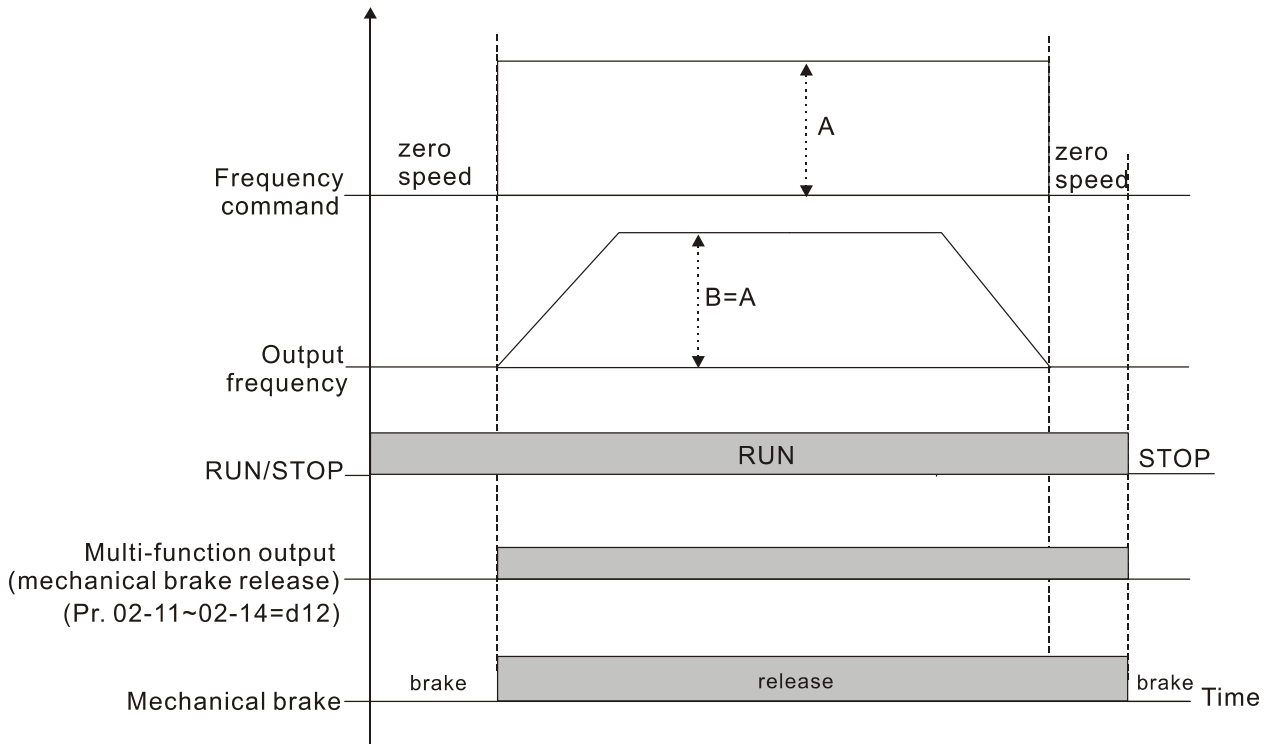 zero
speed
Frequency
command
A
zero
speed
B=A
Output
frequency
RUN
RUN/STOP
STOP
Multi-function output
(mechanical brake release)
(Pr. 02-11~02-14=d12)
brake
release
brake
Mechanical brake
Time